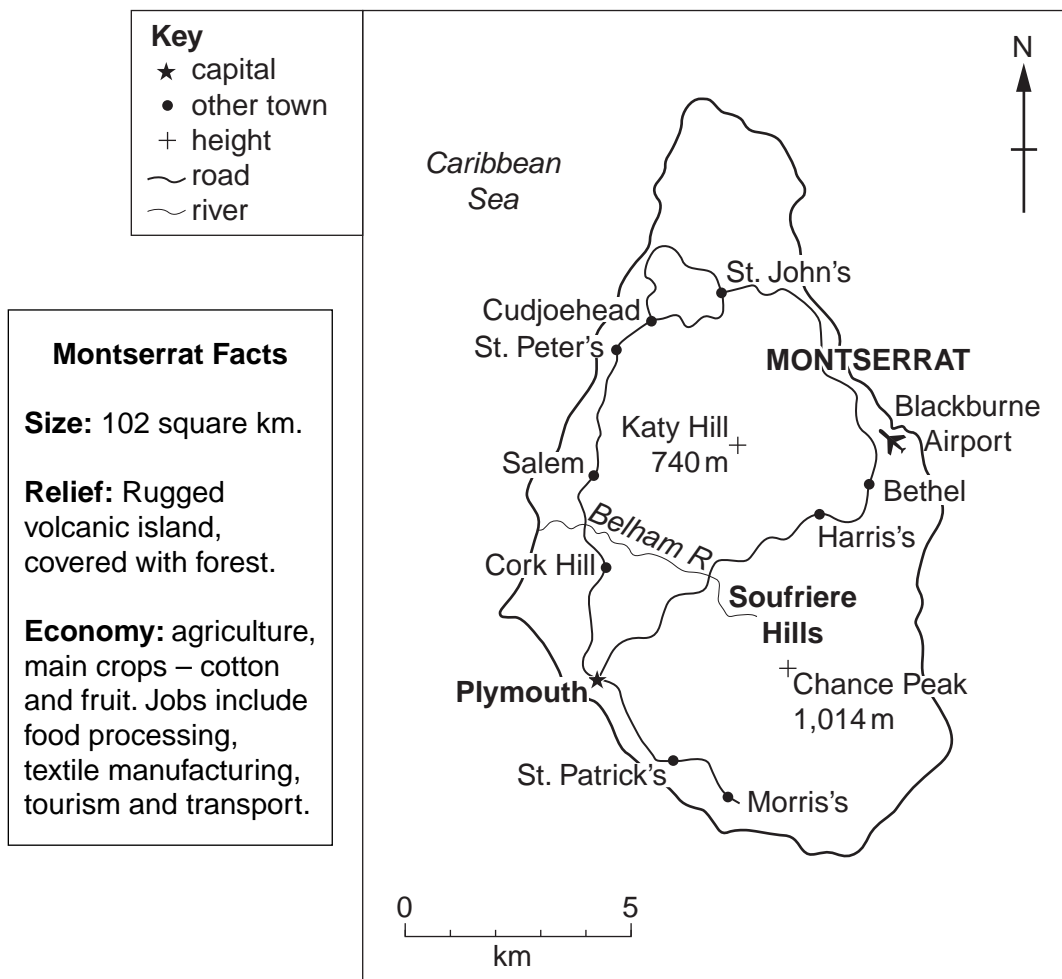 Key
capital
other town
height
road
river
N
Caribbean
Sea
St. John's
Cudjoehead
St. Peter's
MONTSERRAT
Blackburne
Airport
Katy Hill
740 m
Salem
Bethel
Belham R
Harris's
Cork Hill
Soufriere
Hills
Plymouth
Chance Peak
1,014 m
St. Patrick's
Morris's
0 5
km
Montserrat Facts
Size: 102 square km.
Relief: Rugged
volcanic island,
covered with forest.
Economy: agriculture,
main crops – cotton
and fruit. Jobs include
food processing,
textile manufacturing,
tourism and transport.